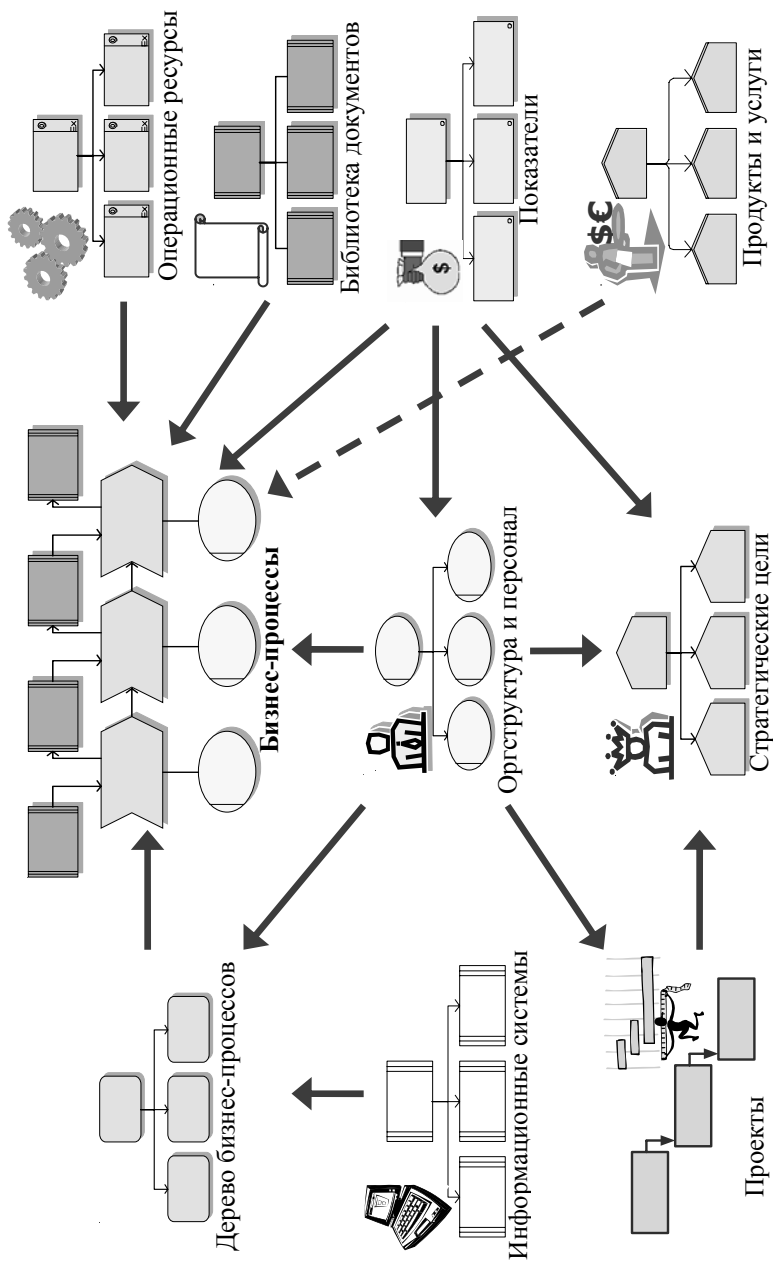 Дерево бизнес-процессов
Бизнес-процессы
Операционные ресурсы
Библиотека документов
Информационные системы
Оргструктура и персонал
Показатели
Проекты
Стратегические цели
Продукты и услуги